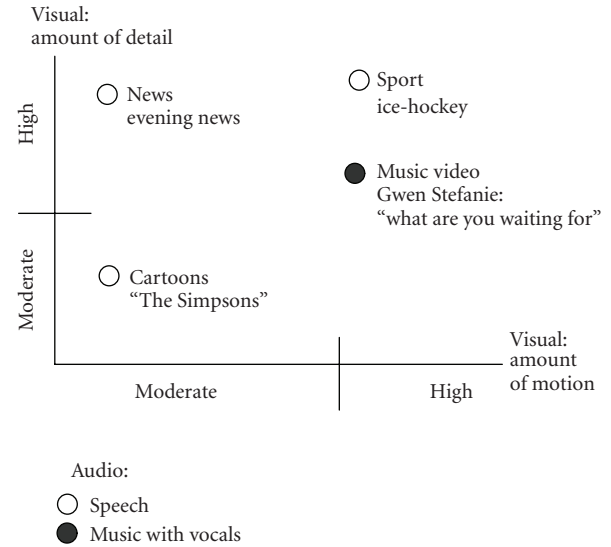 Visual:
amount of detail
High
Moderate
News
evening news
Sport
ice-hockey
Music video
Gwen Stefanie:
“what are you waiting for”
Cartoons
“The Simpsons”
Visual:
amount
of motion
Moderate
High
Audio:
Speech
Music with vocals